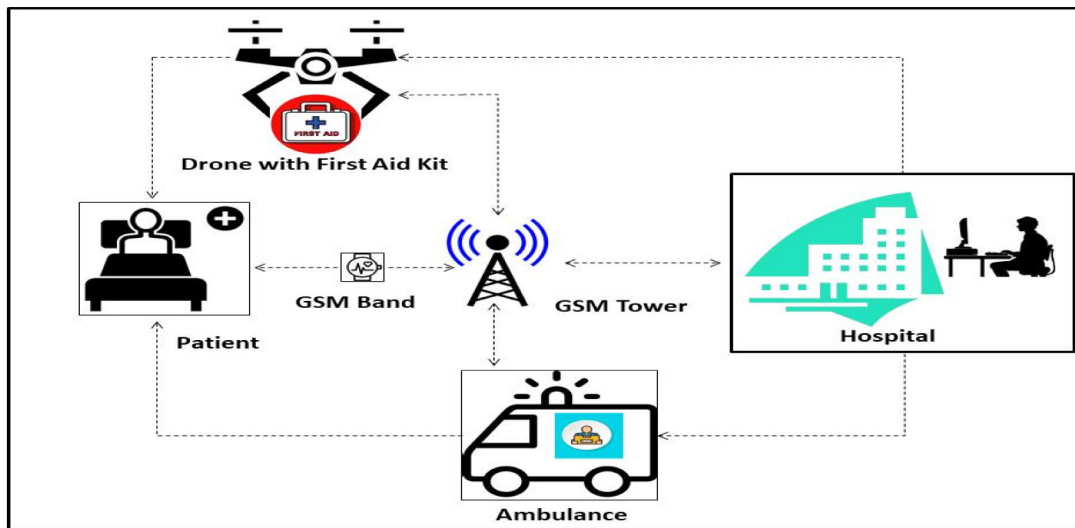 FIRST AID
Drone with First Aid Kit
GSM Band
GSM Tower
Patient
Hospital
Ambulance